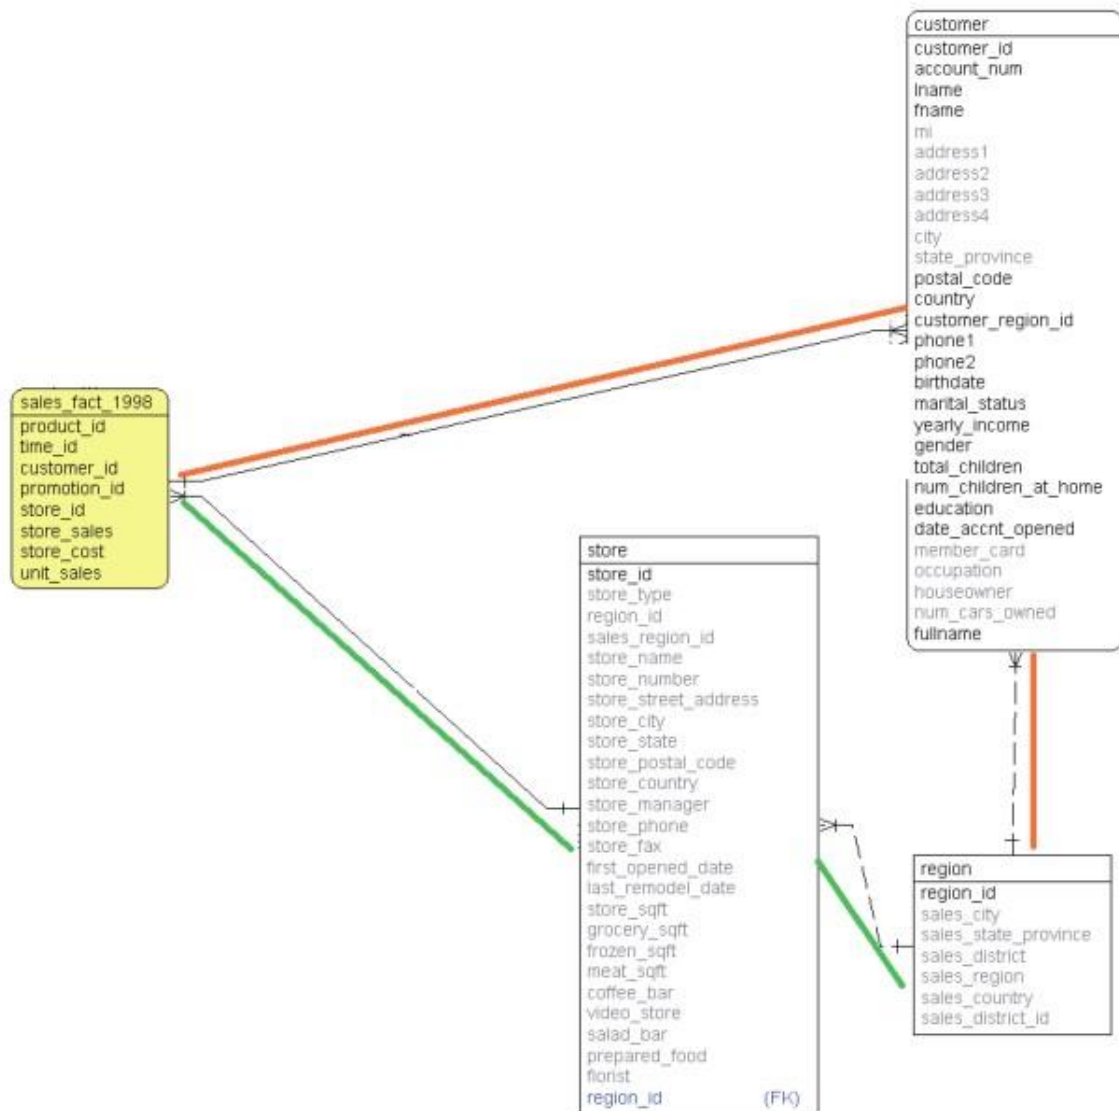 customer
customer_id
account_num
lname
fname
mi
address1
address2
address3
address4
city
state_province
postal_code
country
customer_region_id
phone1
phone2
birthdate
marital_status
yearly_income
gender
total_children
num_children_at_home
education
date_accnt_opened
member_card
occupation
houseowner
num_cars_owned
fullname
sales_fact_1998
product_id
time_id
customer_id
promotion_id
store_id
store_sales
store_cost
unit_sales
store
store_id
store_type
region_id
sales_region_id
store_name
store_number
store_street_address
store_city
store_state
store_postal_code
store_country
store_manager
store_phone
store_fax
first_opened_date
last_remodel_date
store_sqft
grocery_sqft
frozen_sqft
meat_sqft
coffee_bar
video_store
salad_bar
prepared_food
florist
region_id (FK)
region
region_id
sales_city
sales_state_province
sales_district
sales_region
sales_country
sales_district_id